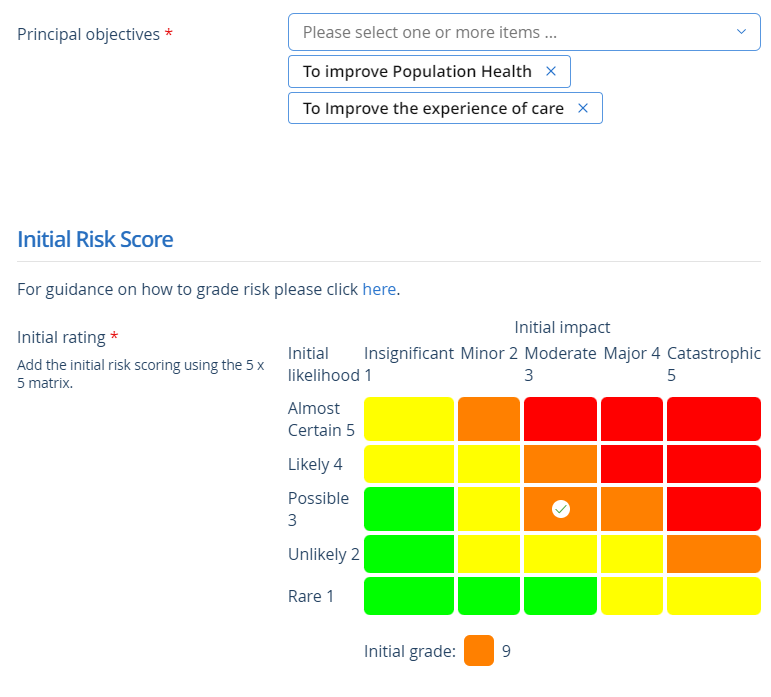 Principal objectives *
Please select one or more items ...
To improve Population Health
To Improve the experience of care
Initial Risk Score
For guidance on how to grade risk please click here.
Initial rating *
Add the initial risk scoring using the 5 x
5 matrix.
Initial impact
Initial likelihood Insignificant 1 Minor 2 Moderate 3 Major 4 Catastrophic 5
Almost
Certain 5
Likely 4
Possible
3
Unlikely 2
Rare 1
Initial grade: 9